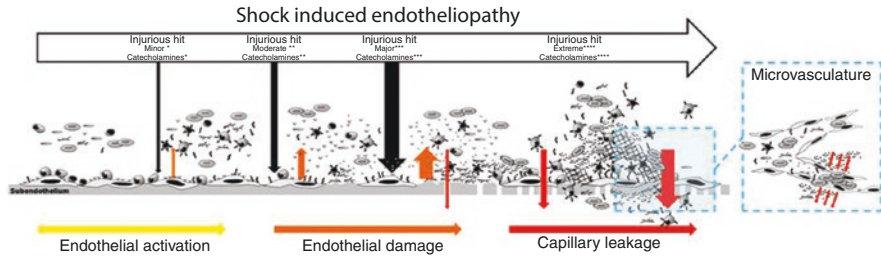 Shock induced endotheliopathy
Injurious hit
Minor *
Catecholamines*
Injurious hit
Moderate **
Catecholamines**
Injurious hit
Major***
Catecholamines***
Injurious hit
Extreme****
Catecholamines****
Microvasculature
Subendothelium
Endothelial activation
Endothelial damage
Capillary leakage